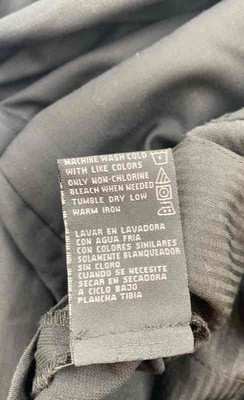 MACHINE WASH COLD
WITH LIKE COLORS
ONLY NON-CHLORINE
BLEACH WHEN NEEDED
TUMBLE DRY LOW
WARM IRON
LAVAR EN LAVADORA
CON AGUA FRIA
CON COLORES SIMILARES
SOLAMENTE BLANQUEADOR
SIN CLORO
CUANDO SE NECESITE
SECAR EN SECADORA
A CICLO BAJO
PLANCHA TIBIA